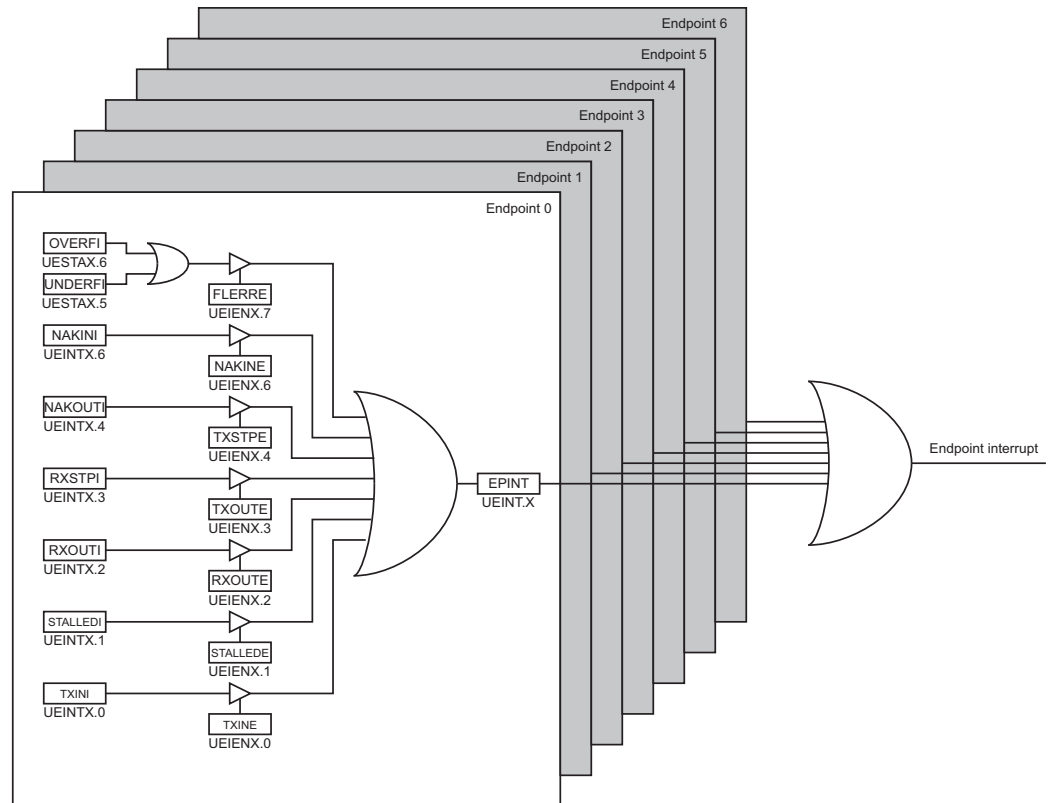 Endpoint 6
Endpoint 5
Endpoint 4
Endpoint 3
Endpoint 2
Endpoint 1
Endpoint 0
OVERFI
UESTAX.6
UNDERFI
UESTAX.5
FLERRE
UEIENX.7
NAKINI
UEINTX.6
NAKINE
UEIENX.6
NAKOUTI
UEINTX.4
TXSTPE
UEIENX.4
RXSTPI
UEINTX.3
TXOUTE
UEIENX.3
RXOUTI
UEINTX.2
RXOUTE
UEIENX.2
STALLEDI
UEINTX.1
STALLEDE
UEIENX.1
TXINI
UEINTX.0
TXINE
UEIENX.0
EPINT
UEINT.X
Endpoint interrupt